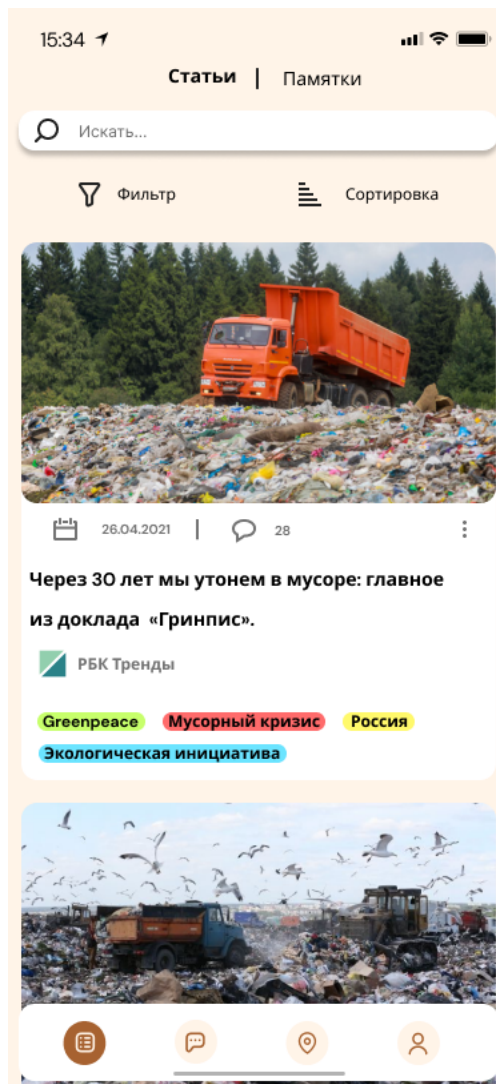 15:34
Статьи | Памятки
Искать...
Фильтр Сортировка
26.04.2021 | 28
Через 30 лет мы утонем в мусоре: главное
из доклада «Гринпис».
РБК Тренды
Greenpeace Мусорный кризис Россия
Экологическая инициатива